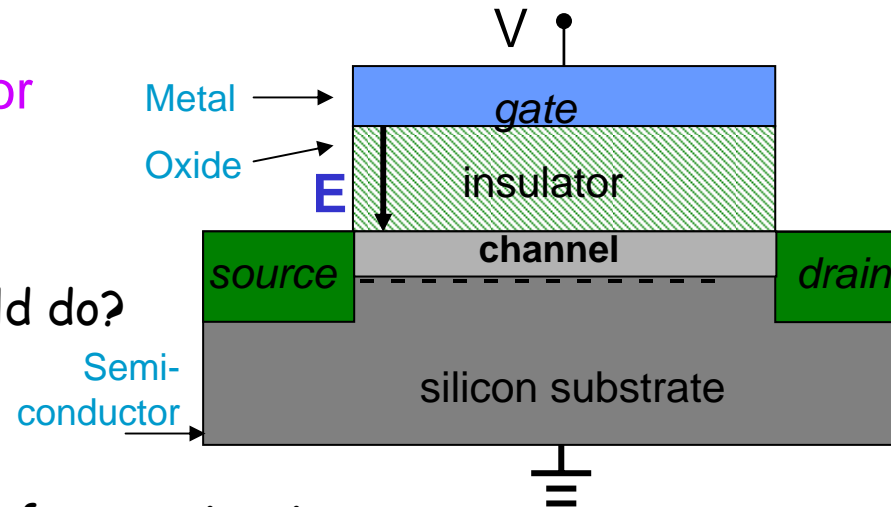 V
or
Metal
gate
Oxide
insulator
E
channel
source
drain
ld do?
Semi-
conductor
silicon substrate